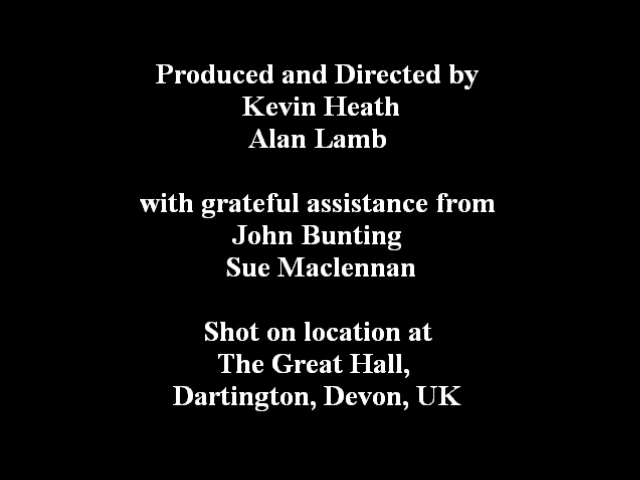 Produced and Directed by
Kevin Heath
Alan Lamb
with grateful assistance from
John Bunting
Sue Maclennan
Shot on location at
The Great Hall,
Dartington, Devon, UK